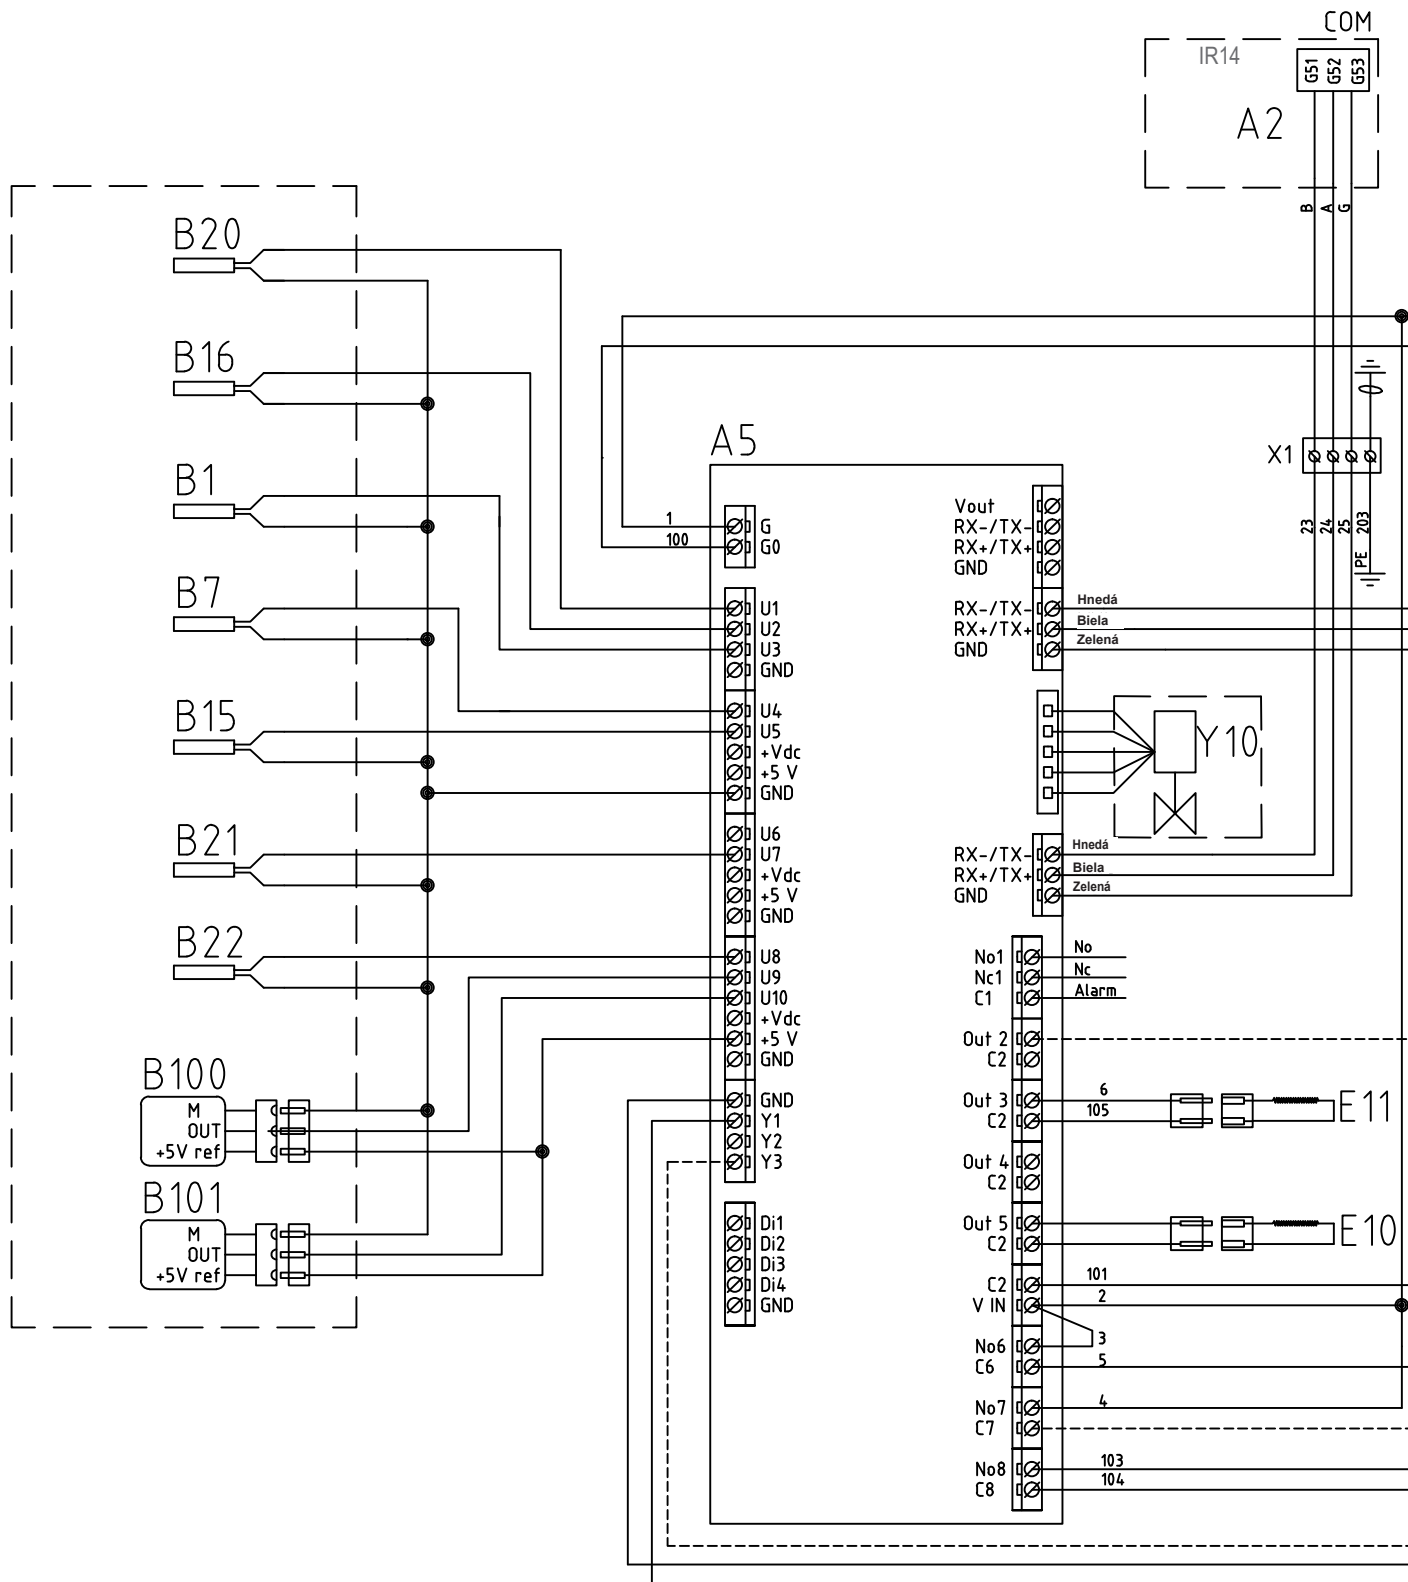 COM
IR14
G51
G52
G53
A2
B
A
G
B20
B16
B1
B7
B15
B21
B22
B100
M
OUT
+5V ref
B101
M
OUT
+5V ref
A5
1
100
G
G0
U1
U2
U3
GND
U4
U5
+Vdc
+5 V
GND
U6
U7
+Vdc
+5 V
GND
U8
U9
U10
+Vdc
+5 V
GND
GND
Y1
Y2
Y3
Di1
Di2
Di3
Di4
GND
Vout
RX-/TX-
RX+/TX+
GND
RX-/TX- Hnedá
RX+/TX+ Biela
GND Zelená
Y10
RX-/TX- Hnedá
RX+/TX+ Biela
GND Zelená
No1 No
Nc1 Nc
C1 Alarm
Out 2
C2
Out 3 6
C2 105
E11
Out 4
C2
Out 5
C2
E10
C2 101
V IN 2
No6 3
C6 5
No7 4
C7
No8 103
C8 104
X1
23
24
25
PE 203